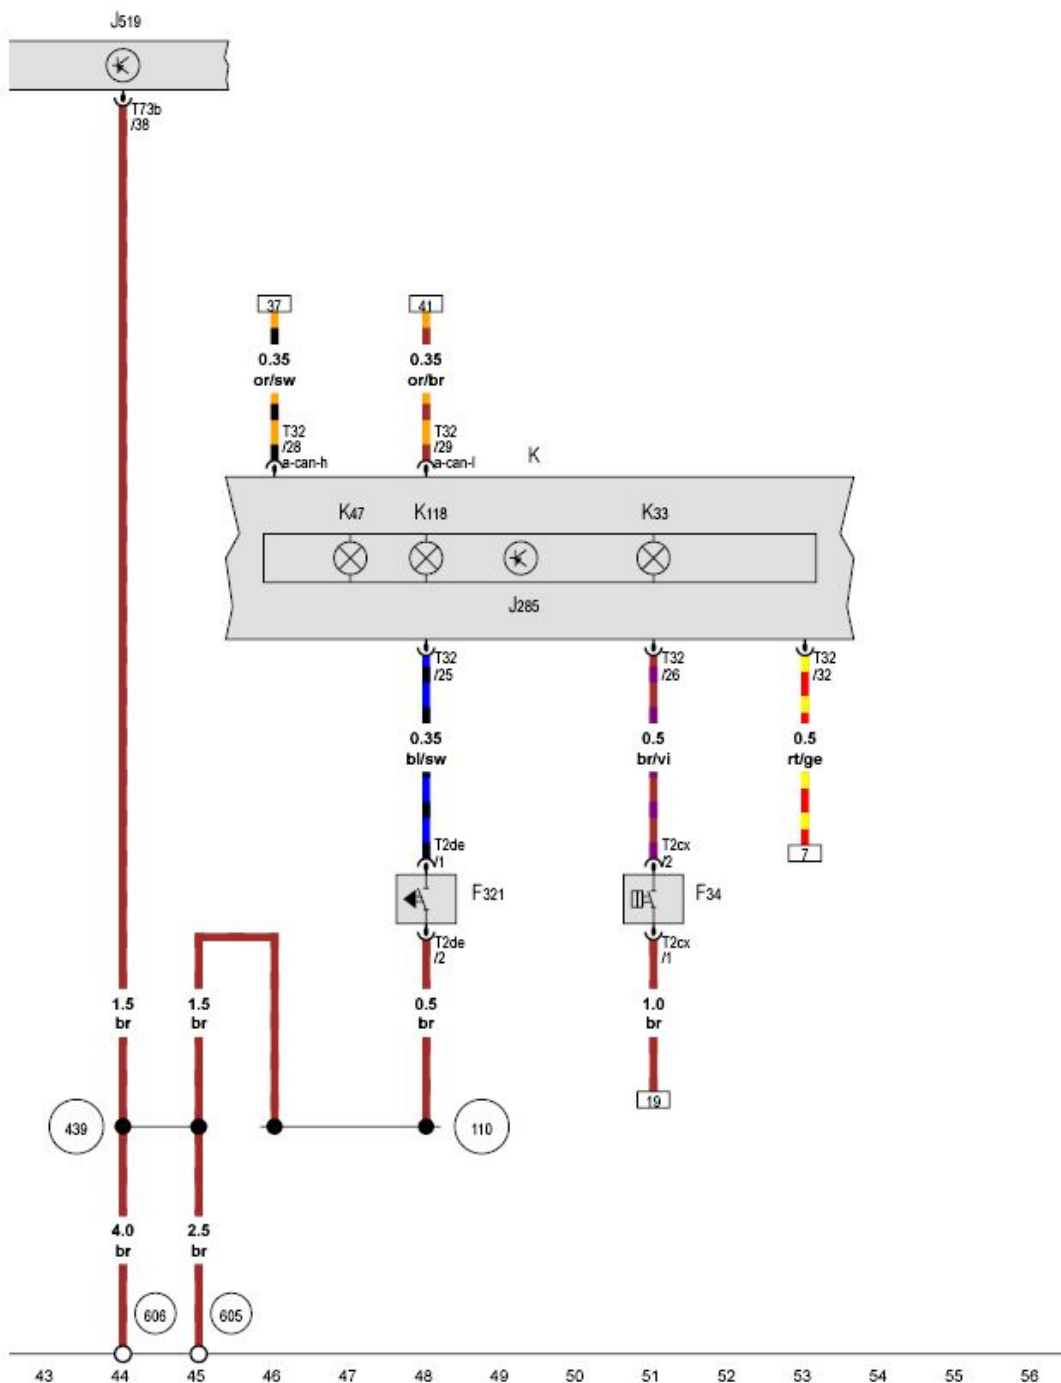 J519
T73b
/38
37
41
0.35
or/sw
0.35
or/br
T32
/28
a-can-h
T32
/29
a-can-l
K
K47
K118
K33
J285
T32
/25
T32
/26
T32
/32
0.35
bl/sw
0.5
br/vi
0.5
rt/ge
T2de
/1
T2cx
/2
7
F321
F34
T2de
/2
T2cx
/1
1.5
br
1.5
br
0.5
br
1.0
br
19
439
110
4.0
br
2.5
br
606
605
43 44 45 46 47 48 49 50 51 52 53 54 55 56